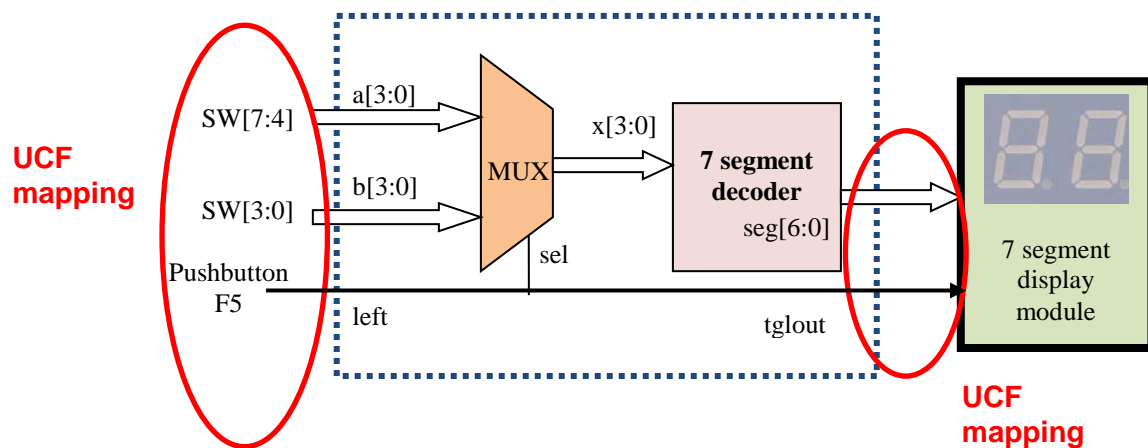 UCF
mapping
SW[7:4]
SW[3:0]
Pushbutton
F5
a[3:0]
b[3:0]
MUX
sel
left
x[3:0]
7 segment
decoder
seg[6:0]
tglout
7 segment
display
module
UCF
mapping